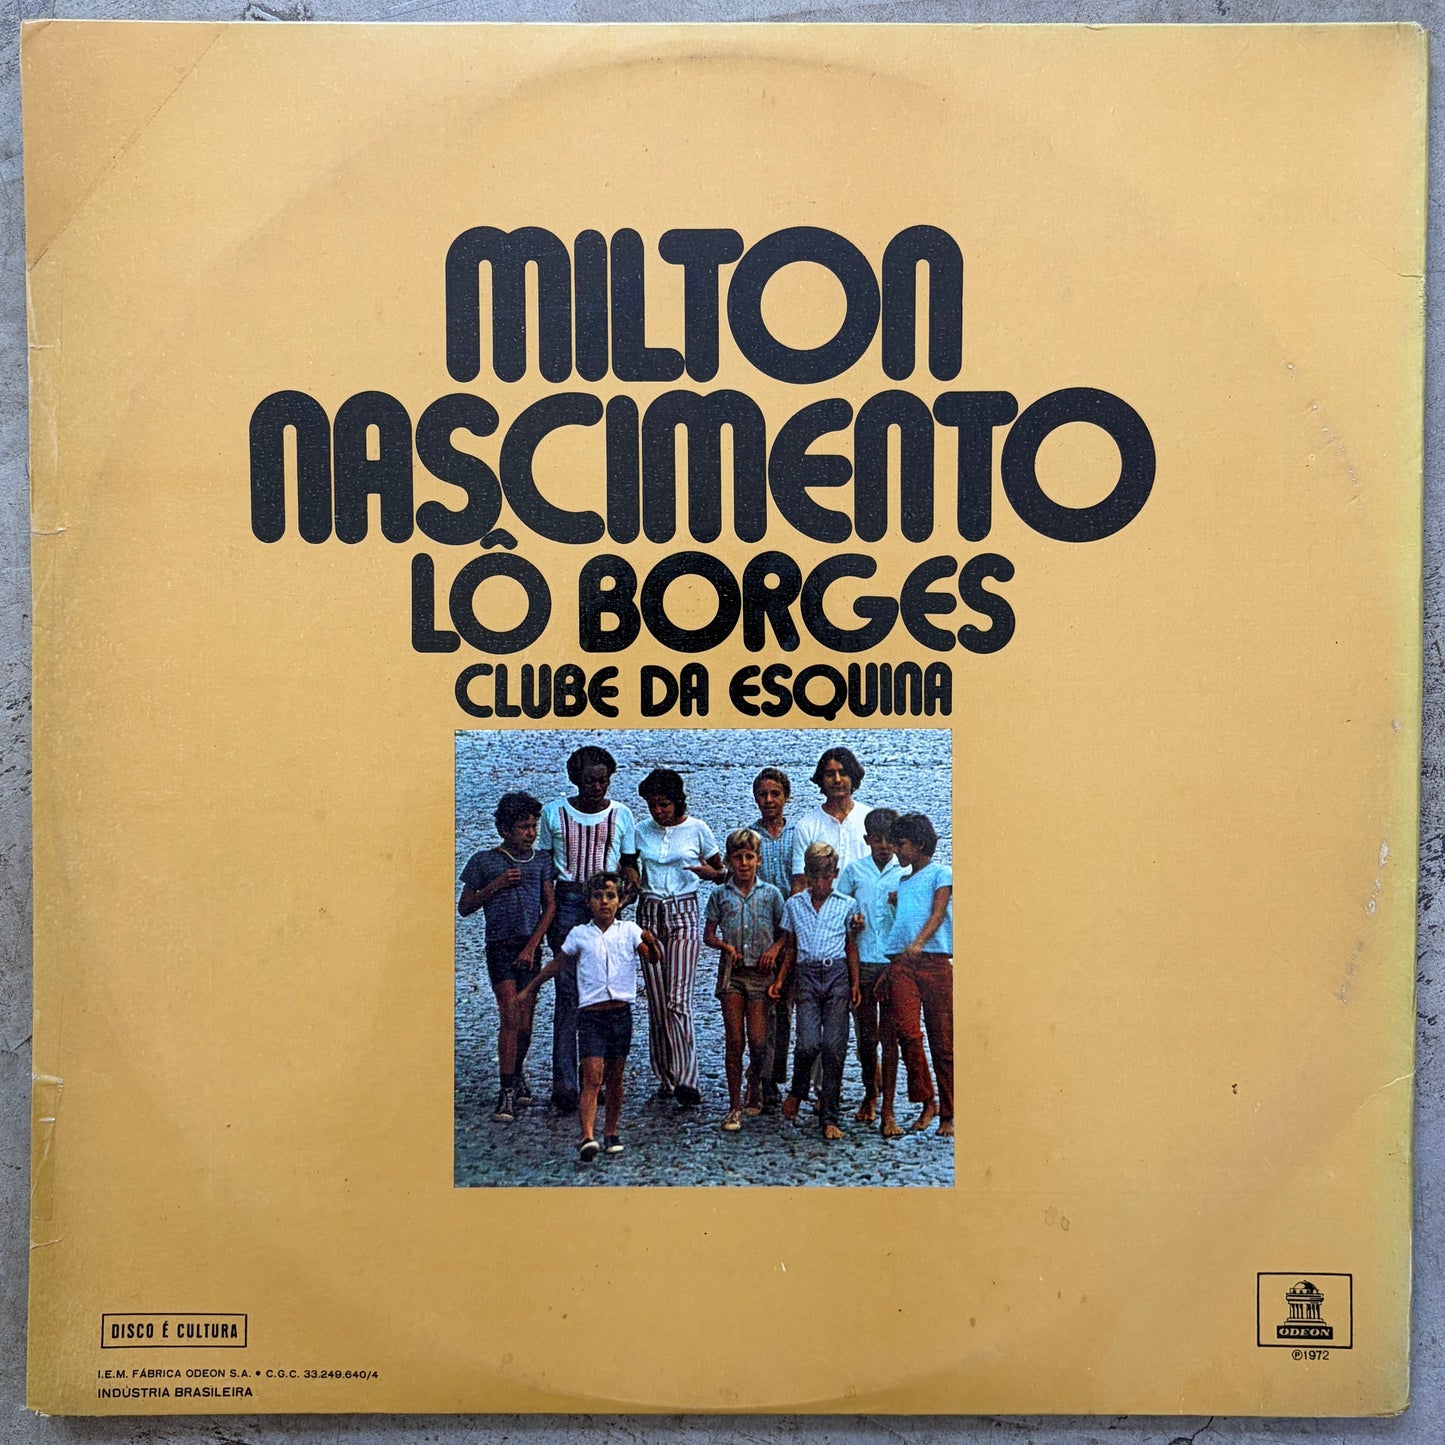 MILTON
NASCIMENTO
LÔ BORGES
CLUBE DA ESQUINA
DISCO É CULTURA
I.E.M. FÁBRICA ODEON S.A. • C.G.C. 33.249.640/4
INDÚSTRIA BRASILEIRA
ODEON
℗1972